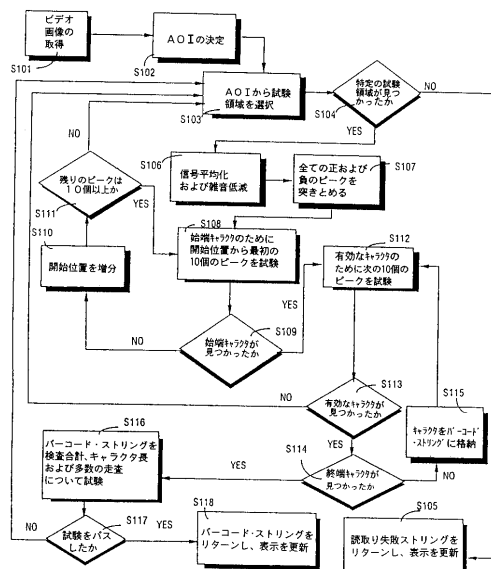 ビデオ
画像の
取得
S101
AOIの決定
S102
AOIから試験
領域を選択
S103
特定の試験
領域が見つ
かったか
S104
NO
YES
NO
信号平均化
および雑音低減
S106
全ての正および
負のピークを
突きとめる
S107
残りのピークは
10個以上か
S111
YES
S110
開始位置を増分
S108
始端キャラクタのために
開始位置から最初の
10個のピークを試験
S112
有効なキャラクタの
ために次の10個の
ピークを試験
YES
NO
始端キャラクタが
見つかったか
S109
NO
有効なキャラクタが
見つかったか
S113
S115
キャラクタをバーコード
・ストリングに格納
YES
S116
バーコード・ストリングを
検査合計、キャラクタ長
および多数の走査
について試験
YES
S114
終端キャラクタが
見つかったか
NO
NO
試験をパス
したか
S117
YES
S118
バーコード・ストリングを
リターンし、表示を更新
S105
読取り失敗ストリングを
リターンし、表示を更新